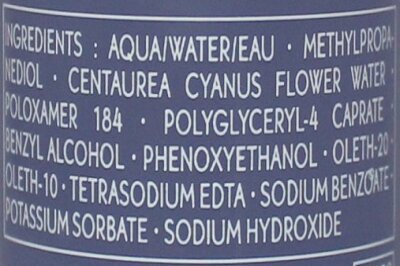 INGREDIENTS : AQUA/WATER/EAU · METHYLPROPA-
NEDIOL · CENTAUREA CYANUS FLOWER WATER ·
POLOXAMER 184 · POLYGLYCERYL-4 CAPRATE ·
BENZYL ALCOHOL · PHENOXYETHANOL · OLETH-20 ·
OLETH-10 · TETRASODIUM EDTA · SODIUM BENZOATE ·
POTASSIUM SORBATE · SODIUM HYDROXIDE